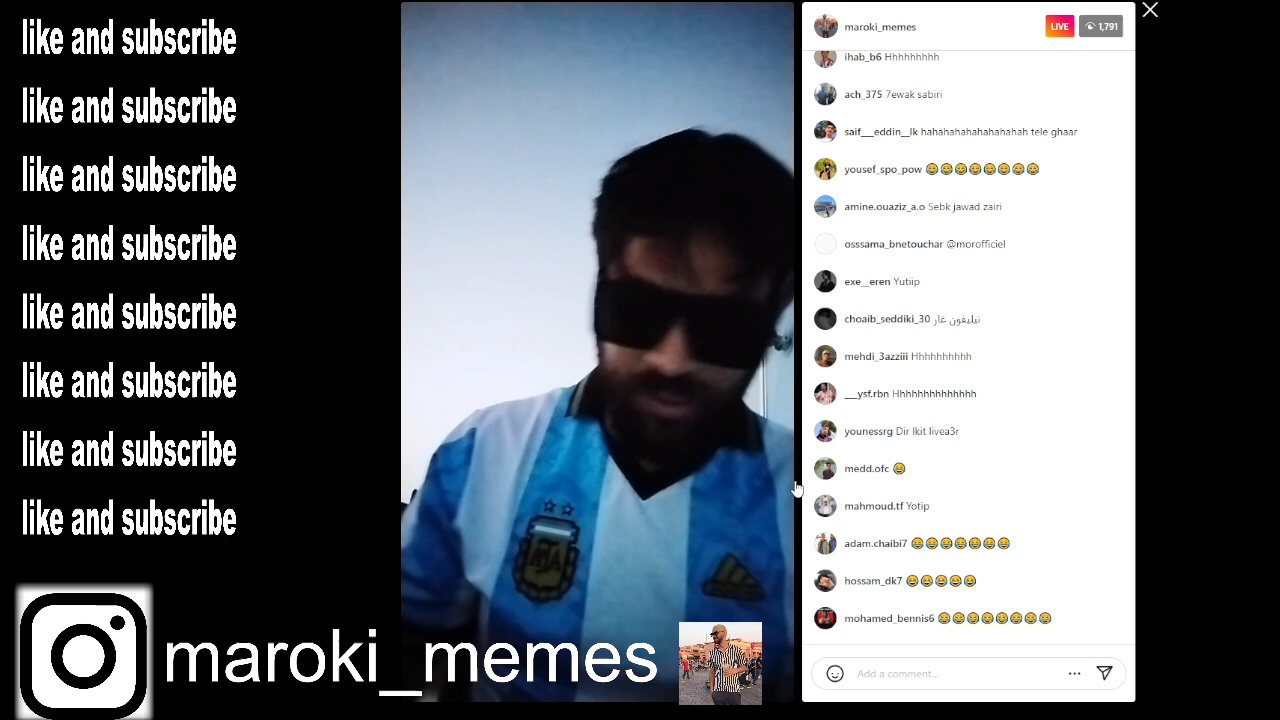 like and subscribe
like and subscribe
like and subscribe
like and subscribe
like and subscribe
like and subscribe
like and subscribe
like and subscribe
maroki_memes
AFA
maroki_memes
LIVE
1,791
ihab_b6 Hhhhhhhhh
ach_375 7ewak sabiri
saif___eddin__lk hahahahahahahahahah tele ghaar
yousef_spo_pow 😂😂😂😂😂😂😂😂
amine.ouaziz_a.o Sebk jawad zairi
osssama_bnetouchar @morofficiel
exe__eren Yutiip
choaib_seddiki_30 تيليفون غار
mehdi_3azziii Hhhhhhhhhh
___ysf.rbn Hhhhhhhhhhhhhh
younessrg Dir lkit livea3r
medd.ofc 😂
mahmoud.tf Yotip
adam.chaibi7 😂😂😂😂😂😂😂
hossam_dk7 😂😂😂😂😂
mohamed_bennis6 😂😂😂😂😂😂😂😂
Add a comment...